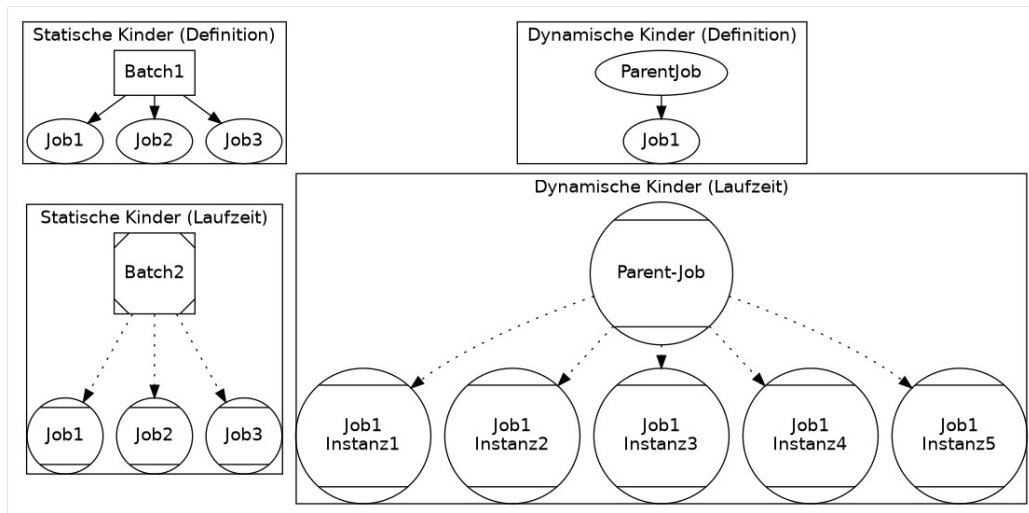 Statische Kinder (Definition)
Batch1
Job1
Job2
Job3
Dynamische Kinder (Definition)
ParentJob
Job1
Statische Kinder (Laufzeit)
Batch2
Job1
Job2
Job3
Dynamische Kinder (Laufzeit)
Parent-Job
Job1
Instanz1
Job1
Instanz2
Job1
Instanz3
Job1
Instanz4
Job1
Instanz5